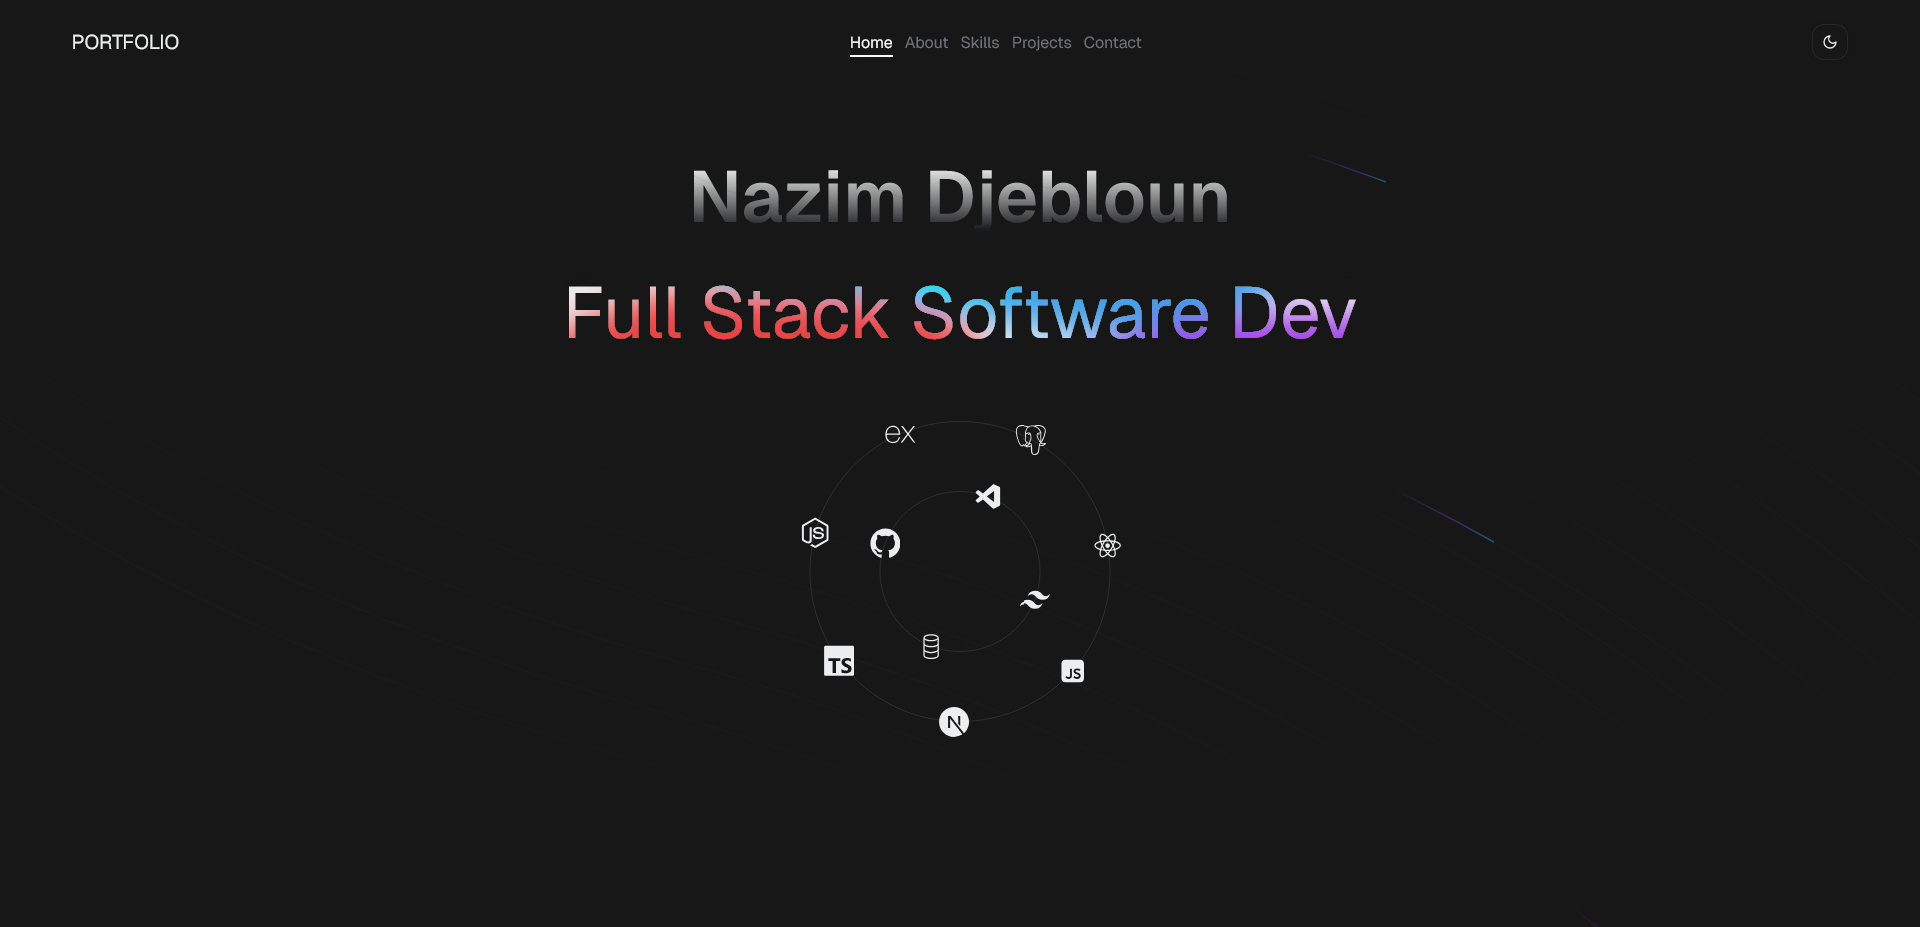 PORTFOLIO
Home About Skills Projects Contact
Nazim Djebloun
Full Stack Software Dev
ex
JS
TS
JS
N